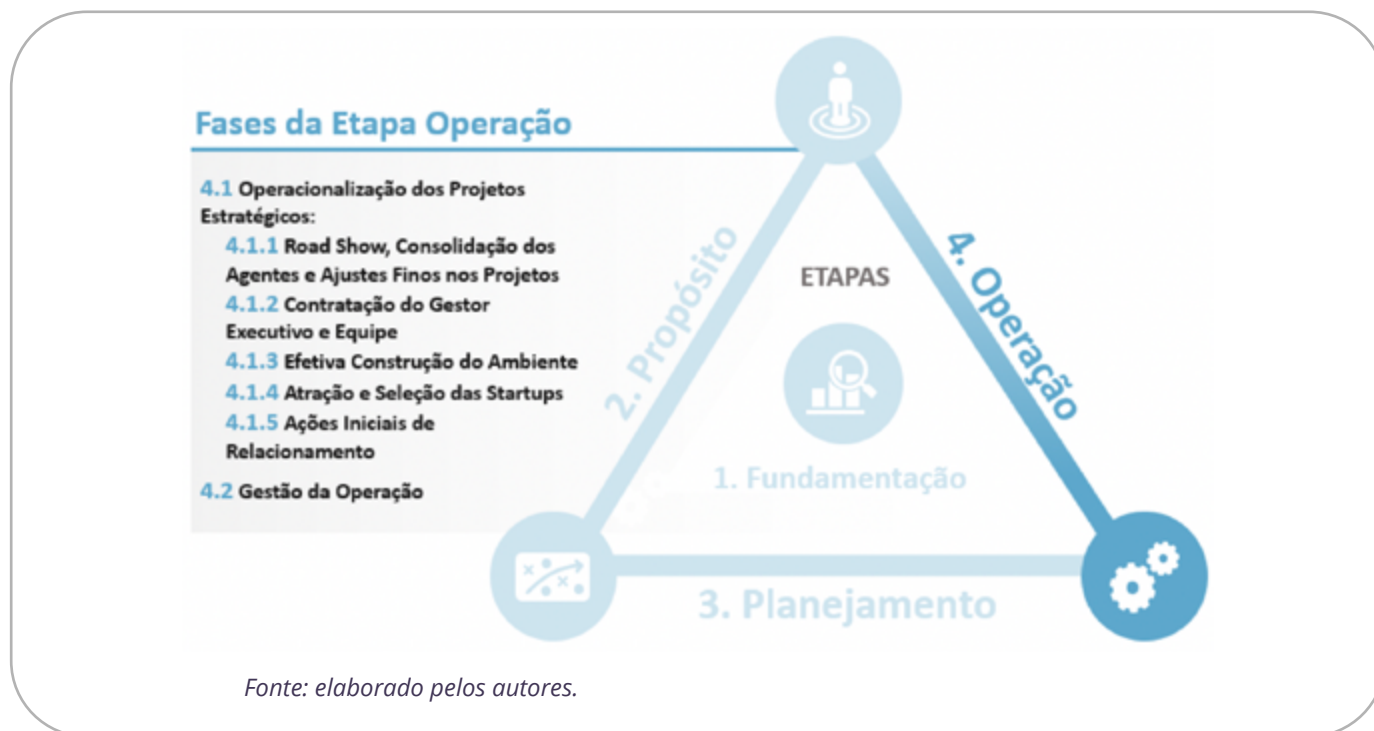 Fases da Etapa Operação
4.1 Operacionalização dos Projetos
Estratégicos:
4.1.1 Road Show, Consolidação dos
Agentes e Ajustes Finos nos Projetos
4.1.2 Contratação do Gestor
Executivo e Equipe
4.1.3 Efetiva Construção do Ambiente
4.1.4 Atração e Seleção das Startups
4.1.5 Ações Iniciais de
Relacionamento
4.2 Gestão da Operação
2. Propósito
ETAPAS
4. Operação
1. Fundamentação
3. Planejamento
Fonte: elaborado pelos autores.